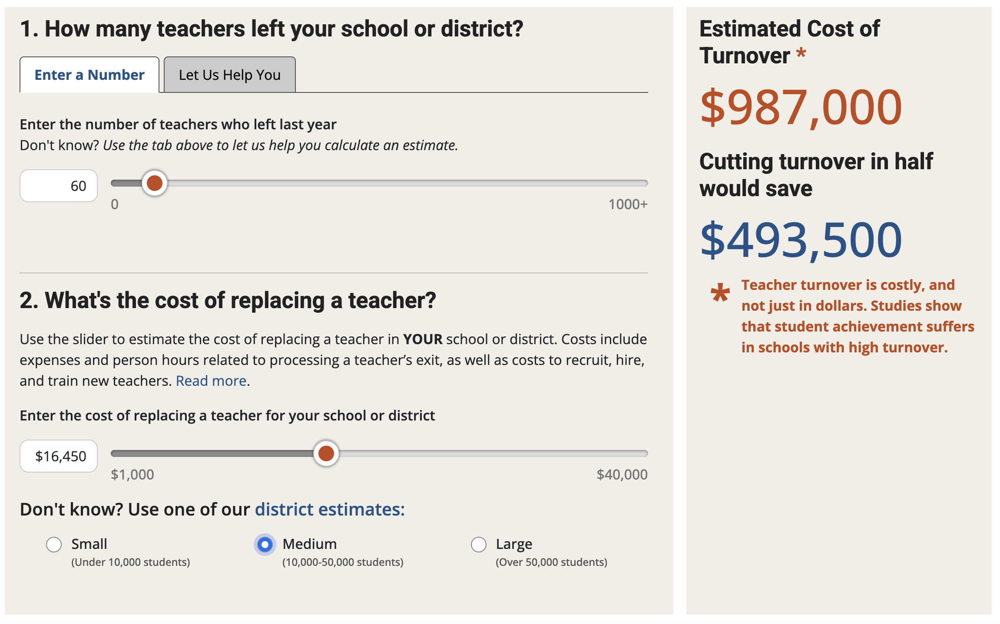 1. How many teachers left your school or district?
Enter a Number
Let Us Help You
Enter the number of teachers who left last year
Don't know? Use the tab above to let us help you calculate an estimate.
60
0
1000+
2. What's the cost of replacing a teacher?
Use the slider to estimate the cost of replacing a teacher in YOUR school or district. Costs include
expenses and person hours related to processing a teacher’s exit, as well as costs to recruit, hire,
and train new teachers. Read more.
Enter the cost of replacing a teacher for your school or district
$16,450
$1,000
$40,000
Don't know? Use one of our district estimates:
Small
(Under 10,000 students)
Medium
(10,000-50,000 students)
Large
(Over 50,000 students)
Estimated Cost of
Turnover *
$987,000
Cutting turnover in half
would save
$493,500
* Teacher turnover is costly, and
not just in dollars. Studies show
that student achievement suffers
in schools with high turnover.